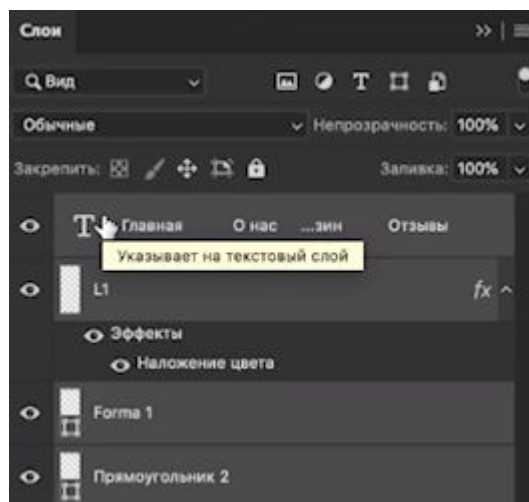 Слои
Вид
Обычные Непрозрачность: 100%
Закрепить: Заливка: 100%
T Главная О нас ...зин Отзывы
Указывает на текстовый слой
L1 fx
Эффекты
Наложение цвета
Forma 1
Прямоугольник 2